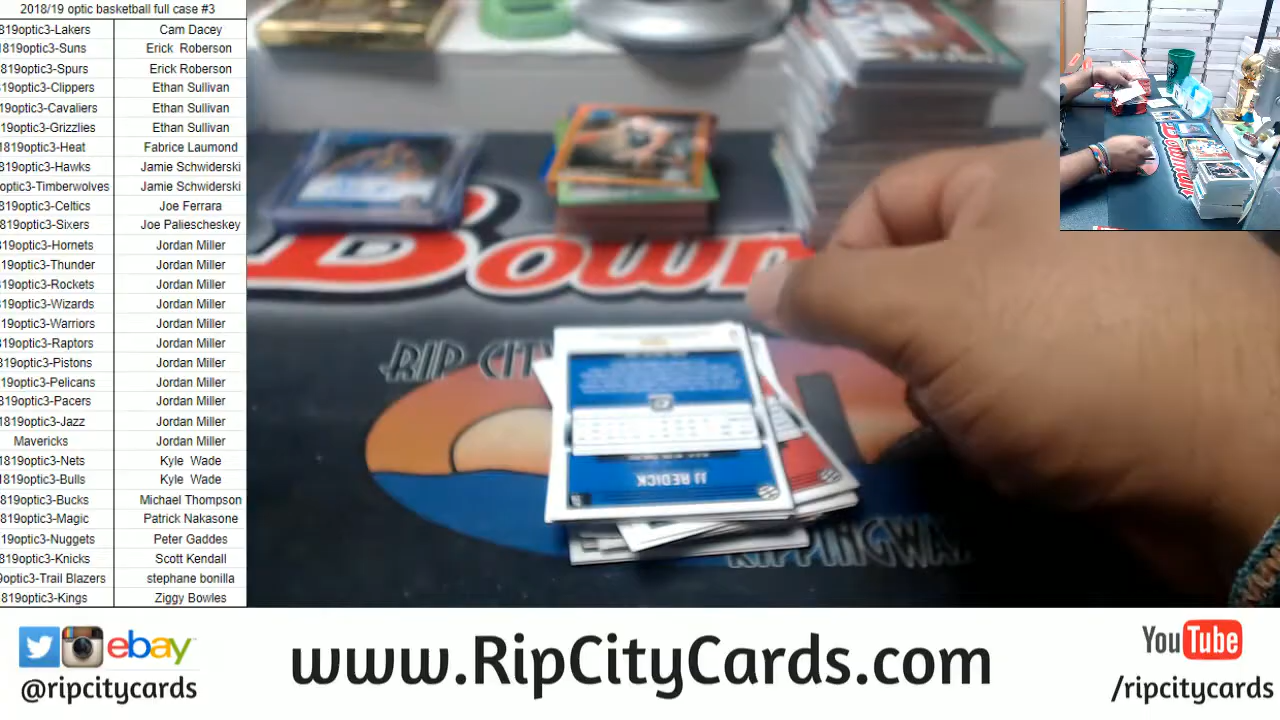 2018/19 optic basketball full case #3
819optic3-Lakers Cam Dacey
1819optic3-Suns Erick Roberson
819optic3-Spurs Erick Roberson
819optic3-Clippers Ethan Sullivan
19optic3-Cavaliers Ethan Sullivan
19optic3-Grizzlies Ethan Sullivan
1819optic3-Heat Fabrice Laumond
819optic3-Hawks Jamie Schwiderski
optic3-Timberwolves Jamie Schwiderski
819optic3-Celtics Joe Ferrara
819optic3-Sixers Joe Paliescheskey
819optic3-Hornets Jordan Miller
19optic3-Thunder Jordan Miller
19optic3-Rockets Jordan Miller
19optic3-Wizards Jordan Miller
19optic3-Warriors Jordan Miller
19optic3-Raptors Jordan Miller
819optic3-Pistons Jordan Miller
19optic3-Pelicans Jordan Miller
819optic3-Pacers Jordan Miller
1819optic3-Jazz Jordan Miller
Mavericks Jordan Miller
1819optic3-Nets Kyle Wade
1819optic3-Bulls Kyle Wade
819optic3-Bucks Michael Thompson
819optic3-Magic Patrick Nakasone
19optic3-Nuggets Peter Gaddes
819optic3-Knicks Scott Kendall
9optic3-Trail Blazers stephane bonilla
819optic3-Kings Ziggy Bowles
Down
RIP CITY
JJ REDICK
RIPPINGWAX
DOWN
ebay
@ripcitycards
www.RipCityCards.com
YouTube
/ripcitycards